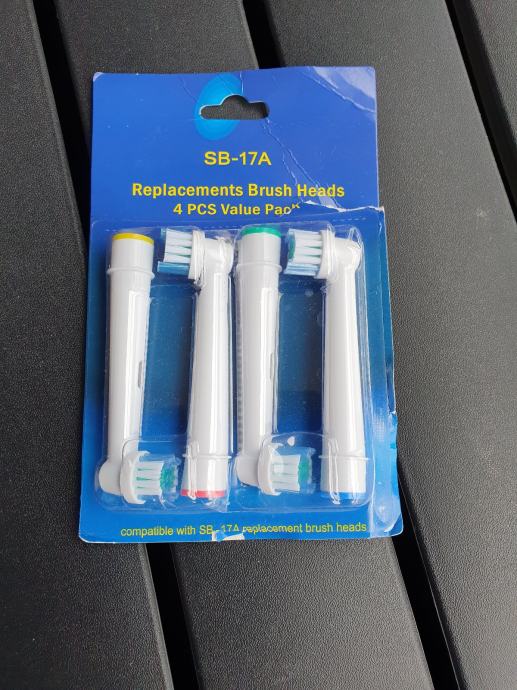 SB-17A
Replacements Brush Heads
4 PCS Value Pack
compatible with SB-17A replacement brush heads